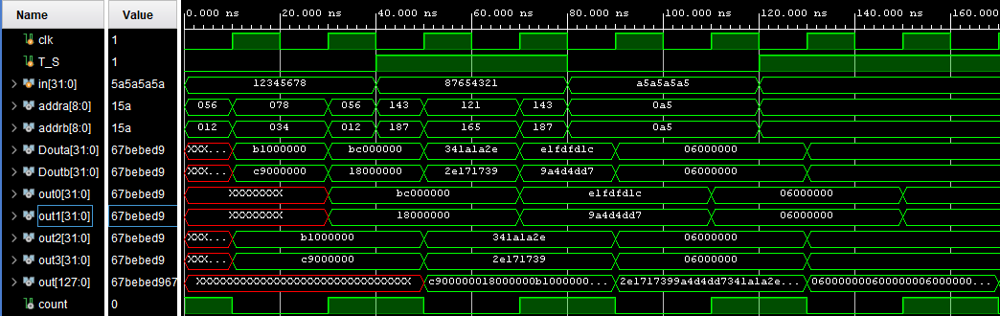 Name Value 0.000 ns 20.000 ns 40.000 ns 60.000 ns 80.000 ns 100.000 ns 120.000 ns 140.000 ns 160.000
clk 1
T_S 1
in[31:0] 5a5a5a5a 12345678 87654321 a5a5a5a5
addra[8:0] 15a 056 078 056 143 121 143 0a5
addrb[8:0] 15a 012 034 012 187 165 187 0a5
Douta[31:0] 67bebed9 XXX... b1000000 bc000000 341a1a2e e1fdfd1c 06000000
Doutb[31:0] 67bebed9 XXX... c9000000 18000000 2e171739 9a4d4dd7 06000000
out0[31:0] 67bebed9 XXXXXXXX bc000000 e1fdfd1c 06000000
out1[31:0] 67bebed9 XXXXXXXX 18000000 9a4d4dd7 06000000
out2[31:0] 67bebed9 XXX... b1000000 341a1a2e 06000000
out3[31:0] 67bebed9 XXX... c9000000 2e171739 06000000
out[127:0] 67bebed967 XXXXXXXXXXXXXXXXXXXXXXXXXXXXXXXX c900000018000000b1000000... 2e1717399a4d4dd7341a1a2e... 060000000600000006000000...
count 0